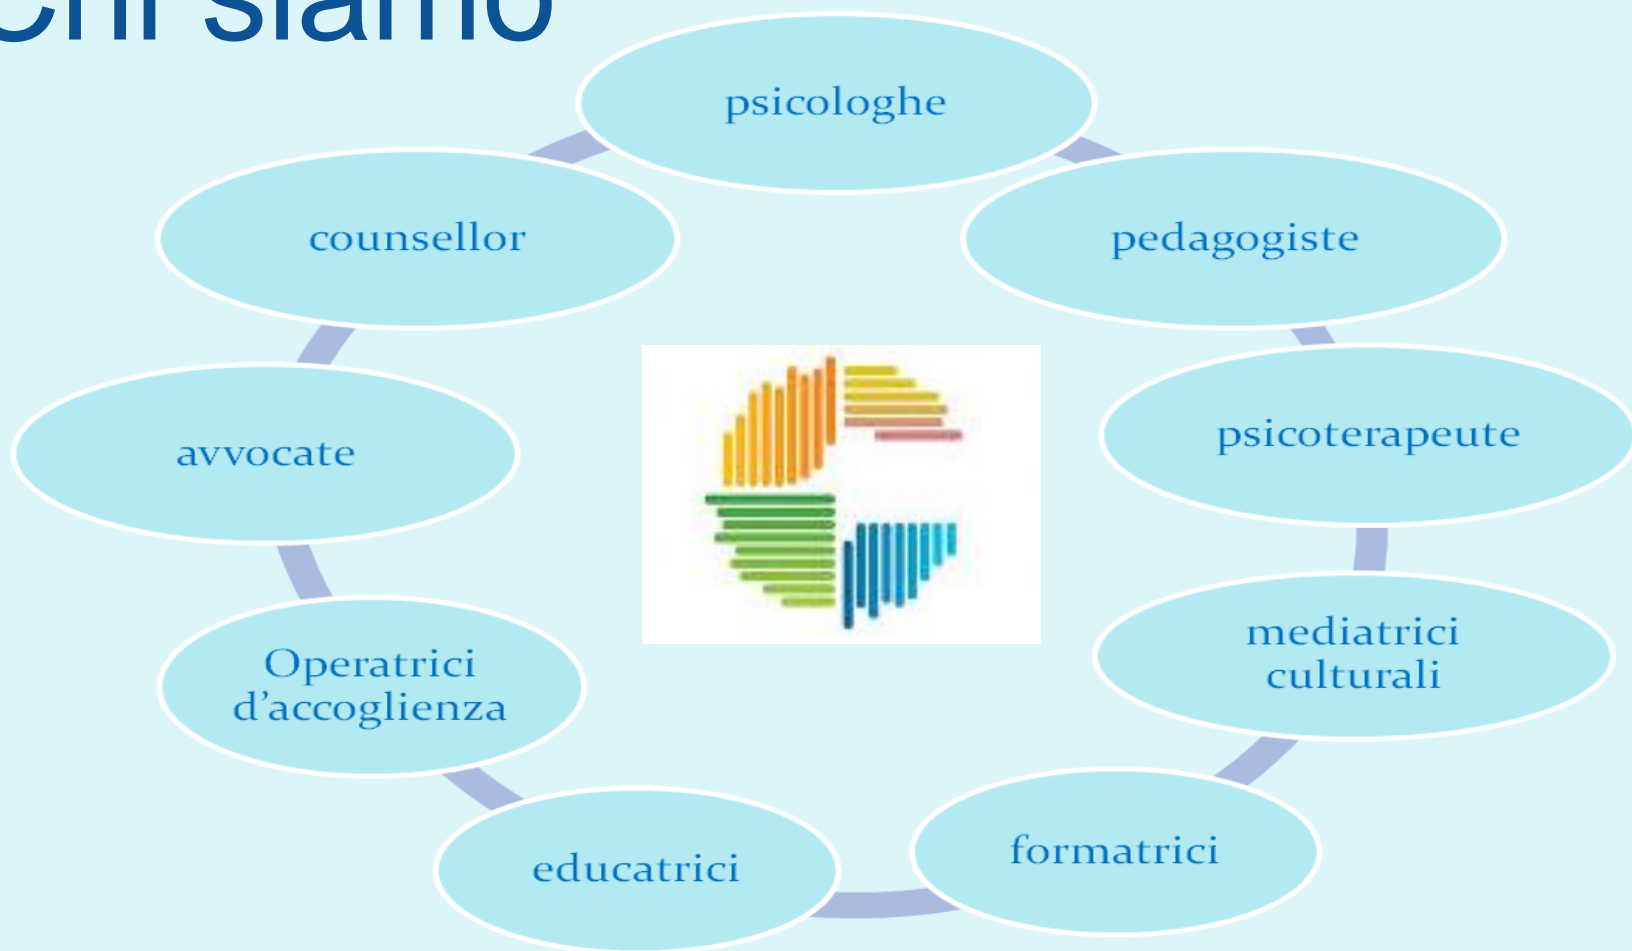 Chi siamo
psicologhe
counsellor
pedagogiste
psicoterapeute
avvocate
mediatrici
culturali
Operatrici
d’accoglienza
formatrici
educatrici